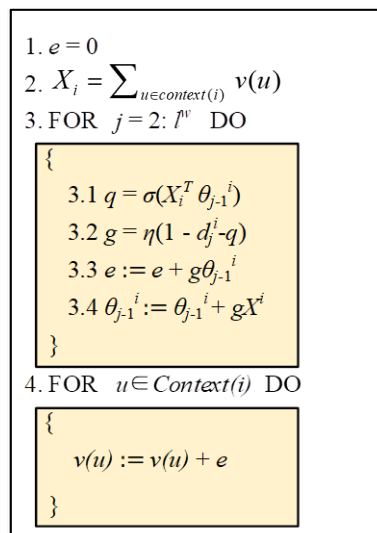 1. e = 0
2. X_i = ∑_{u∈context(i)} v(u)
3. FOR j = 2: l^w DO
{
3.1 q = σ(X_i^T θ_{j-1}^i)
3.2 g = η(1 - d_j^i-q)
3.3 e := e + gθ_{j-1}^i
3.4 θ_{j-1}^i := θ_{j-1}^i + gX^i
}
4. FOR u∈Context(i) DO
{
v(u) := v(u) + e
}